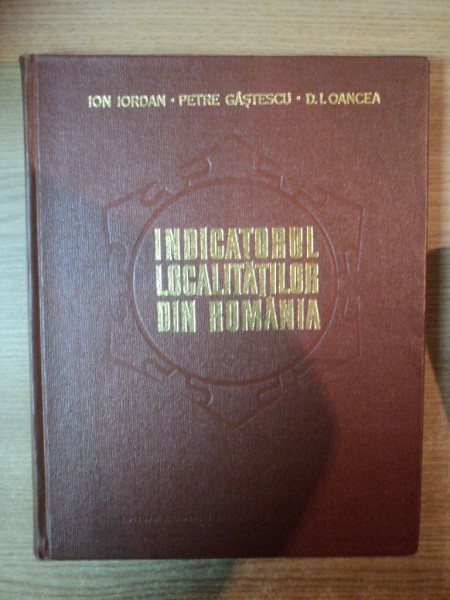 ION IORDAN • PETRE GÂȘTESCU • D. I. OANCEA
INDICATORUL
LOCALITĂȚILOR
DIN ROMÂNIA